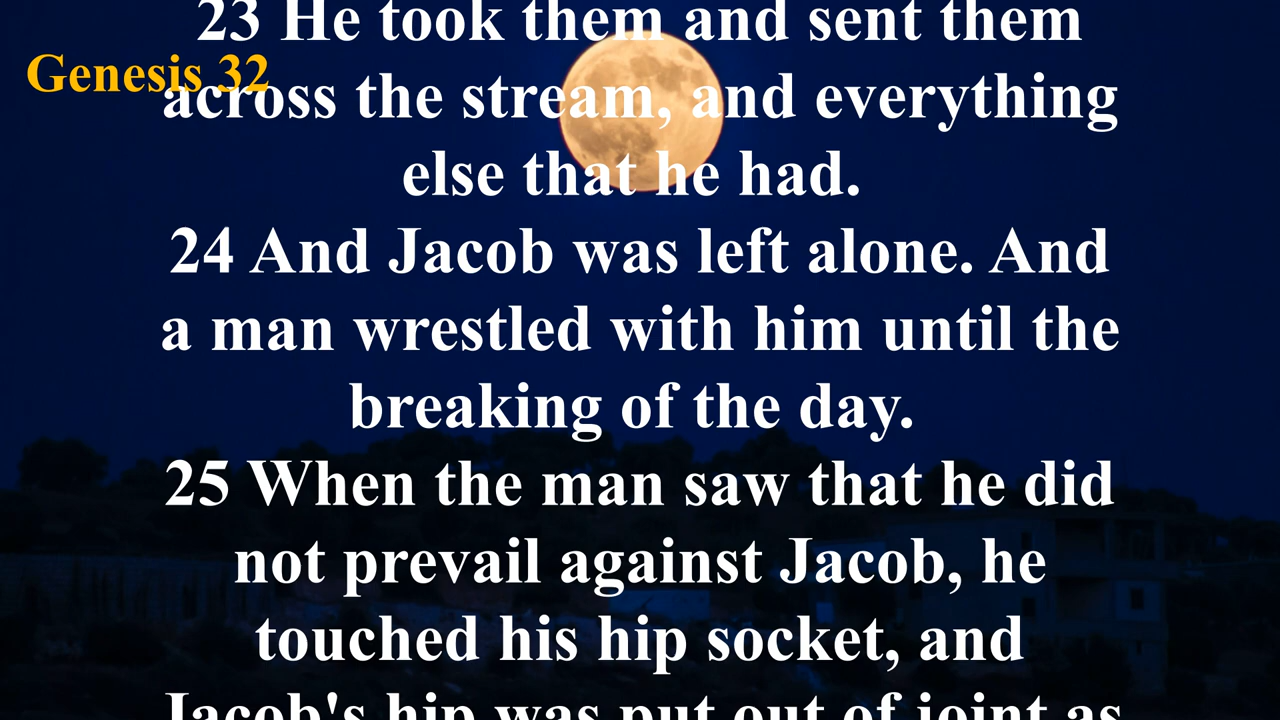 23 He took them and sent them
Genesis 32
across the stream, and everything
else that he had.
24 And Jacob was left alone. And
a man wrestled with him until the
breaking of the day.
25 When the man saw that he did
not prevail against Jacob, he
touched his hip socket, and
Jacob's hip was put out of joint as